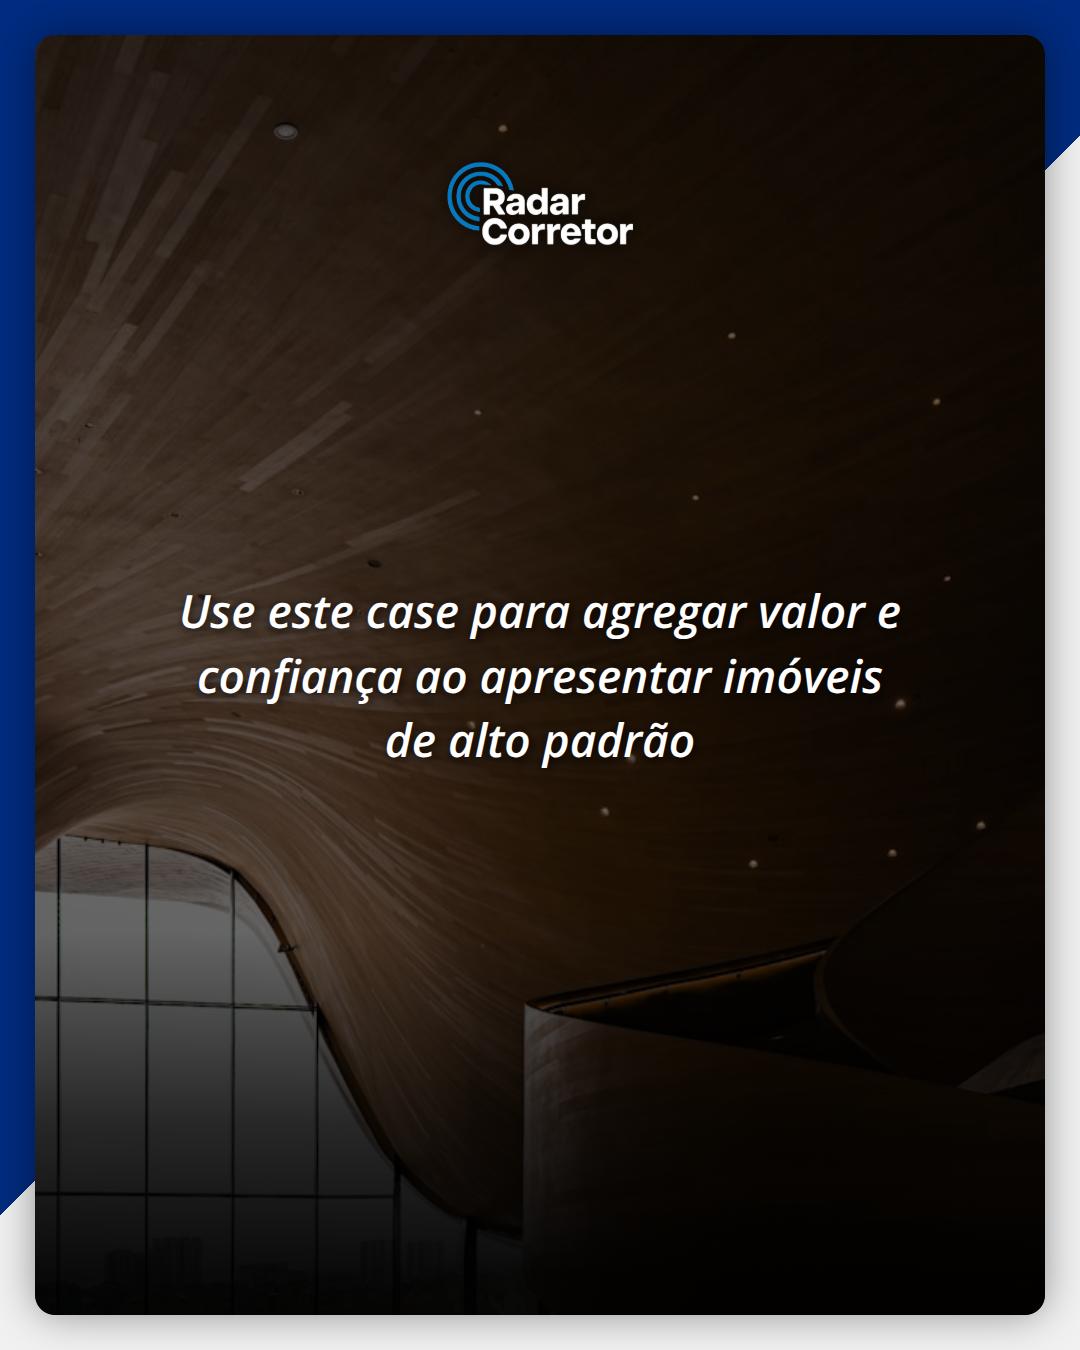 Radar
Corretor
Use este case para agregar valor e
confiança ao apresentar imóveis
de alto padrão